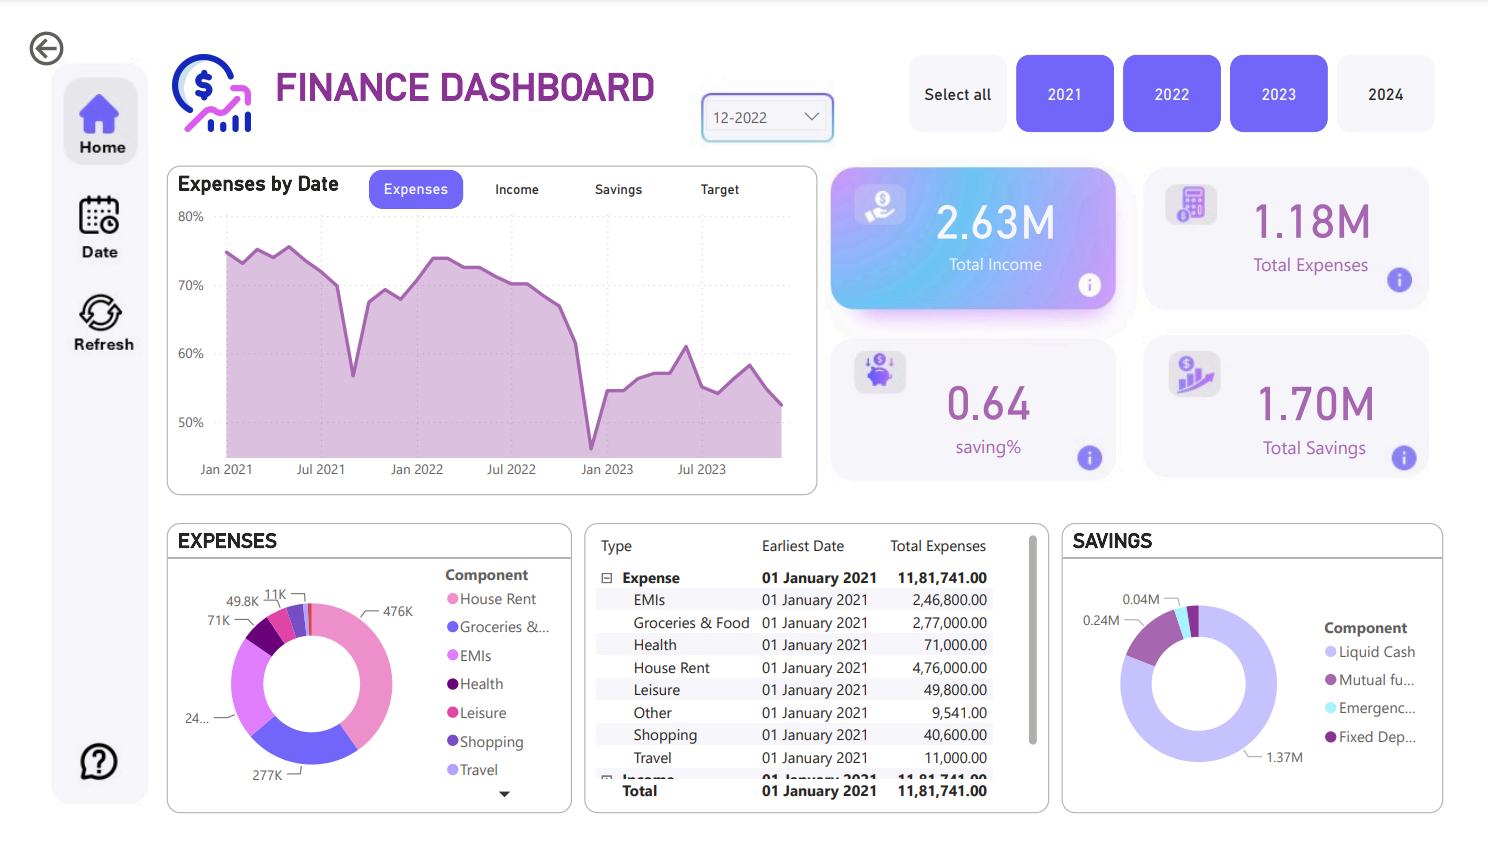 FINANCE DASHBOARD
12-2022
Select all
2021
2022
2023
2024
Home
Date
Refresh
Expenses by Date
Expenses
Income
Savings
Target
80%
70%
60%
50%
Jan 2021
Jul 2021
Jan 2022
Jul 2022
Jan 2023
Jul 2023
2.63M
Total Income
1.18M
Total Expenses
0.64
saving%
1.70M
Total Savings
EXPENSES
11K
49.8K
71K
24...
277K
476K
Component
House Rent
Groceries &...
EMIs
Health
Leisure
Shopping
Travel
Type Earliest Date Total Expenses
Expense 01 January 2021 11,81,741.00
EMIs 01 January 2021 2,46,800.00
Groceries & Food 01 January 2021 2,77,000.00
Health 01 January 2021 71,000.00
House Rent 01 January 2021 4,76,000.00
Leisure 01 January 2021 49,800.00
Other 01 January 2021 9,541.00
Shopping 01 January 2021 40,600.00
Travel 01 January 2021 11,000.00
Income 01 January 2021 11,81,741.00
Total 01 January 2021 11,81,741.00
SAVINGS
0.04M
0.24M
1.37M
Component
Liquid Cash
Mutual fu...
Emergenc...
Fixed Dep...